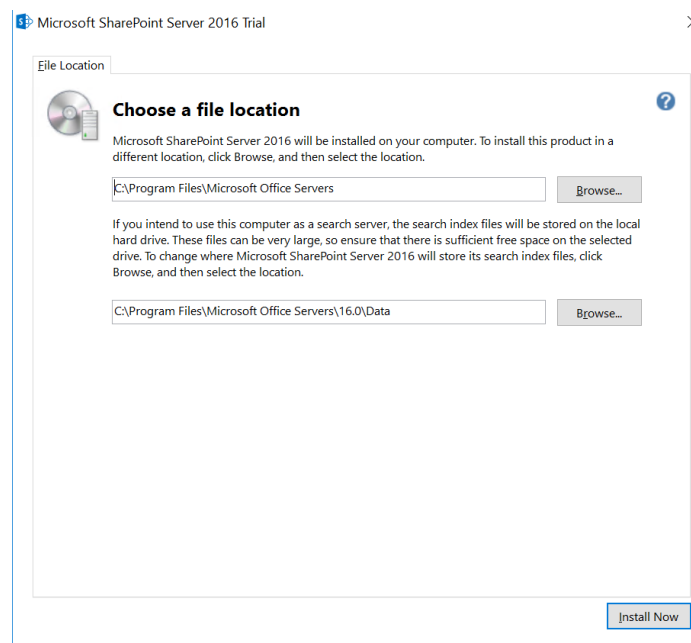 Microsoft SharePoint Server 2016 Trial
File Location
Choose a file location
Microsoft SharePoint Server 2016 will be installed on your computer. To install this product in a
different location, click Browse, and then select the location.
C:\Program Files\Microsoft Office Servers
Browse...
If you intend to use this computer as a search server, the search index files will be stored on the local
hard drive. These files can be very large, so ensure that there is sufficient free space on the selected
drive. To change where Microsoft SharePoint Server 2016 will store its search index files, click
Browse, and then select the location.
C:\Program Files\Microsoft Office Servers\16.0\Data
Browse...
Install Now